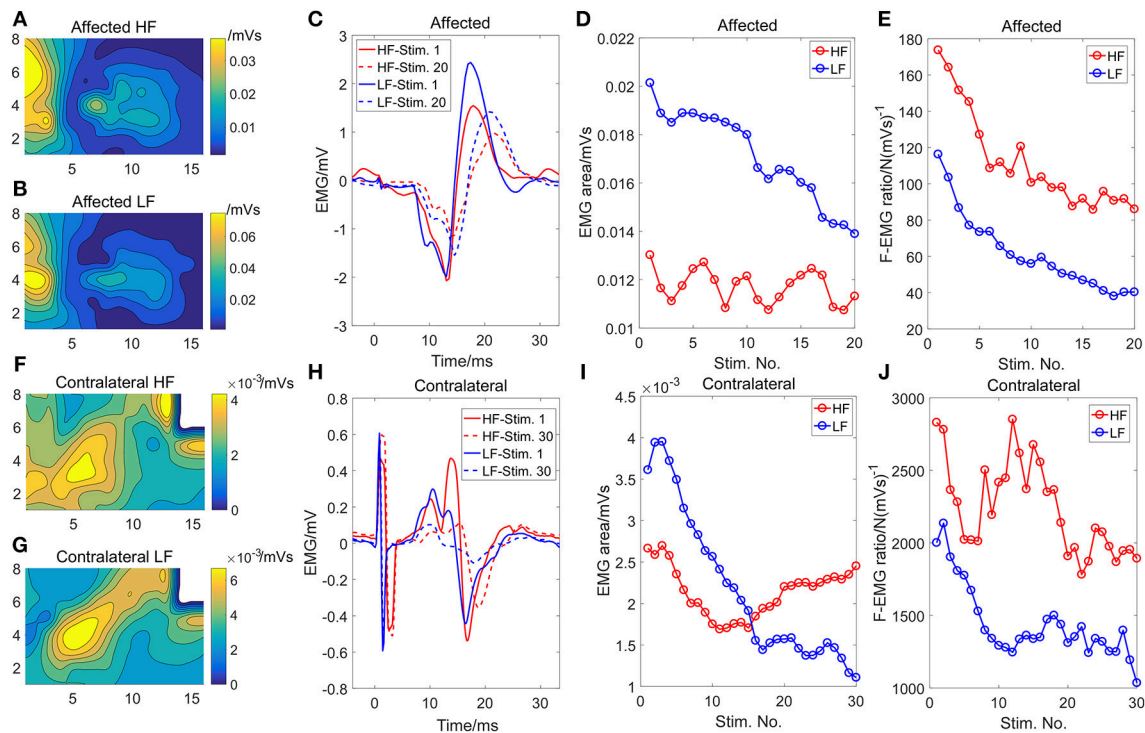 A
Affected HF
/mVs
8
6
4
2
5
10
15
0.03
0.02
0.01
B
Affected LF
/mVs
8
6
4
2
5
10
15
0.06
0.04
0.02
C
Affected
HF-Stim. 1
HF-Stim. 20
LF-Stim. 1
LF-Stim. 20
EMG/mV
3
2
1
0
-1
-2
-3
0
10
20
30
Time/ms
D
Affected
HF
LF
EMG area/mVs
0.022
0.02
0.018
0.016
0.014
0.012
0.01
0
5
10
15
20
Stim. No.
E
Affected
HF
LF
F-EMG ratio/N(mVs)⁻¹
180
160
140
120
100
80
60
40
20
0
5
10
15
20
Stim. No.
F
Contralateral HF
×10⁻³/mVs
8
6
4
2
5
10
15
4
2
0
G
Contralateral LF
×10⁻³/mVs
8
6
4
2
5
10
15
6
4
2
0
H
Contralateral
HF-Stim. 1
HF-Stim. 30
LF-Stim. 1
LF-Stim. 30
EMG/mV
0.8
0.6
0.4
0.2
0
-0.2
-0.4
-0.6
-0.8
0
10
20
30
Time/ms
I
×10⁻³
Contralateral
HF
LF
EMG area/mVs
4.5
4
3.5
3
2.5
2
1.5
1
0
10
20
30
Stim. No.
J
Contralateral
HF
LF
F-EMG ratio/N(mVs)⁻¹
3000
2500
2000
1500
1000
0
10
20
30
Stim. No.